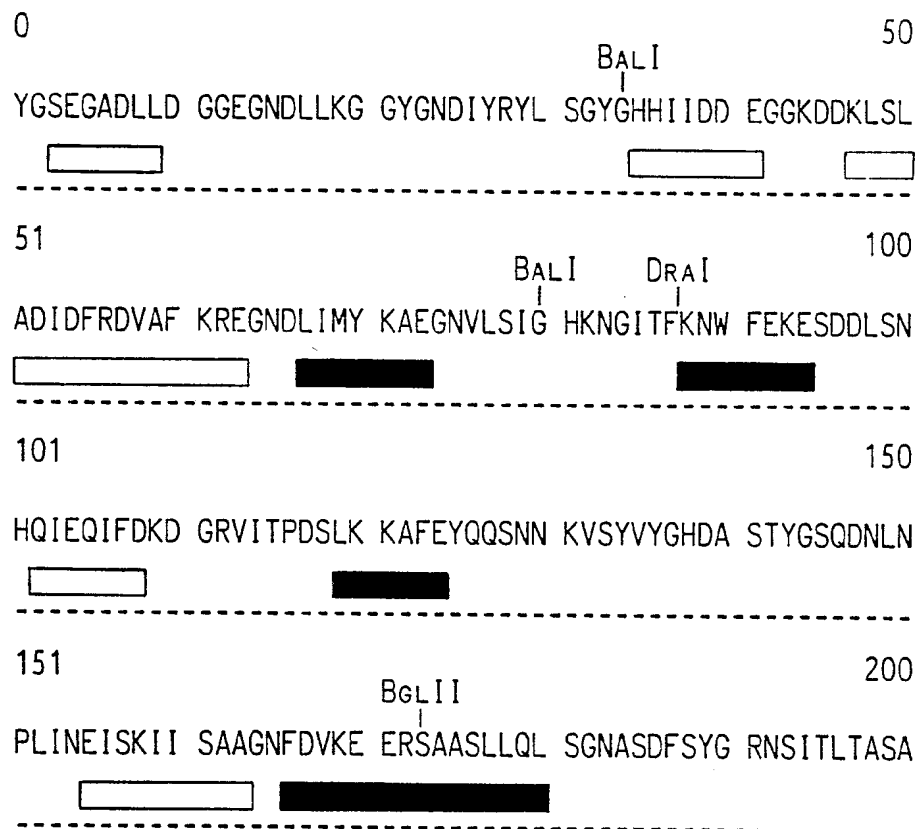 0 50
BALI
YGSEGADLLD GGEGNDLLKG GYGNDIYRYL SGYGHHIIDD EGGKDDKLSL
51 100
BALI DRAI
ADIDFRDVAF KREGNDLIMY KAEGNVLSIG HKNGITFKNW FEKESDDLSN
101 150
HQIEQIFDKD GRVITPDSLK KAFEYQQSNN KVSYVYGHDA STYGSQDNLN
151 200
BGLII
PLINEISKII SAAGNFDVKE ERSAASLLQL SGNASDFSYG RNSITLTASA